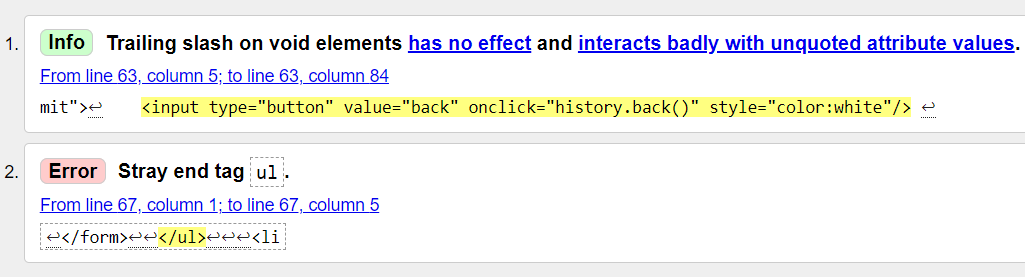 1. Info Trailing slash on void elements has no effect and interacts badly with unquoted attribute values.
From line 63, column 5; to line 63, column 84
mit">↩    <input type="button" value="back" onclick="history.back()" style="color:white"/> ↩
2. Error Stray end tag ul.
From line 67, column 1; to line 67, column 5
↩</form>↩↩</ul>↩↩↩<li